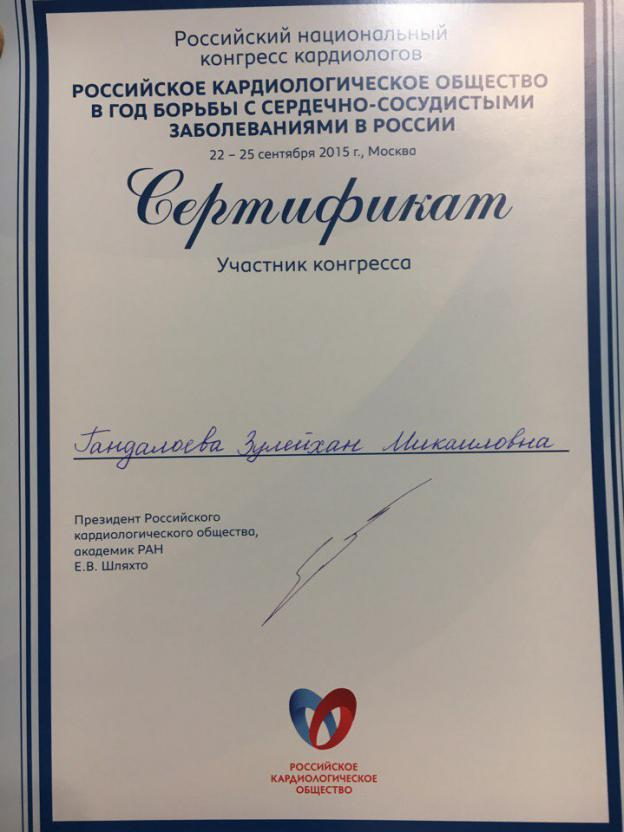 Российский национальный
конгресс кардиологов
РОССИЙСКОЕ КАРДИОЛОГИЧЕСКОЕ ОБЩЕСТВО
В ГОД БОРЬБЫ С СЕРДЕЧНО-СОСУДИСТЫМИ
ЗАБОЛЕВАНИЯМИ В РОССИИ
22 – 25 сентября 2015 г., Москва
Сертификат
Участник конгресса
Гандалоева Зулейхан Микаиловна
Президент Российского
кардиологического общества,
академик РАН
Е.В. Шляхто
РОССИЙСКОЕ
КАРДИОЛОГИЧЕСКОЕ
ОБЩЕСТВО